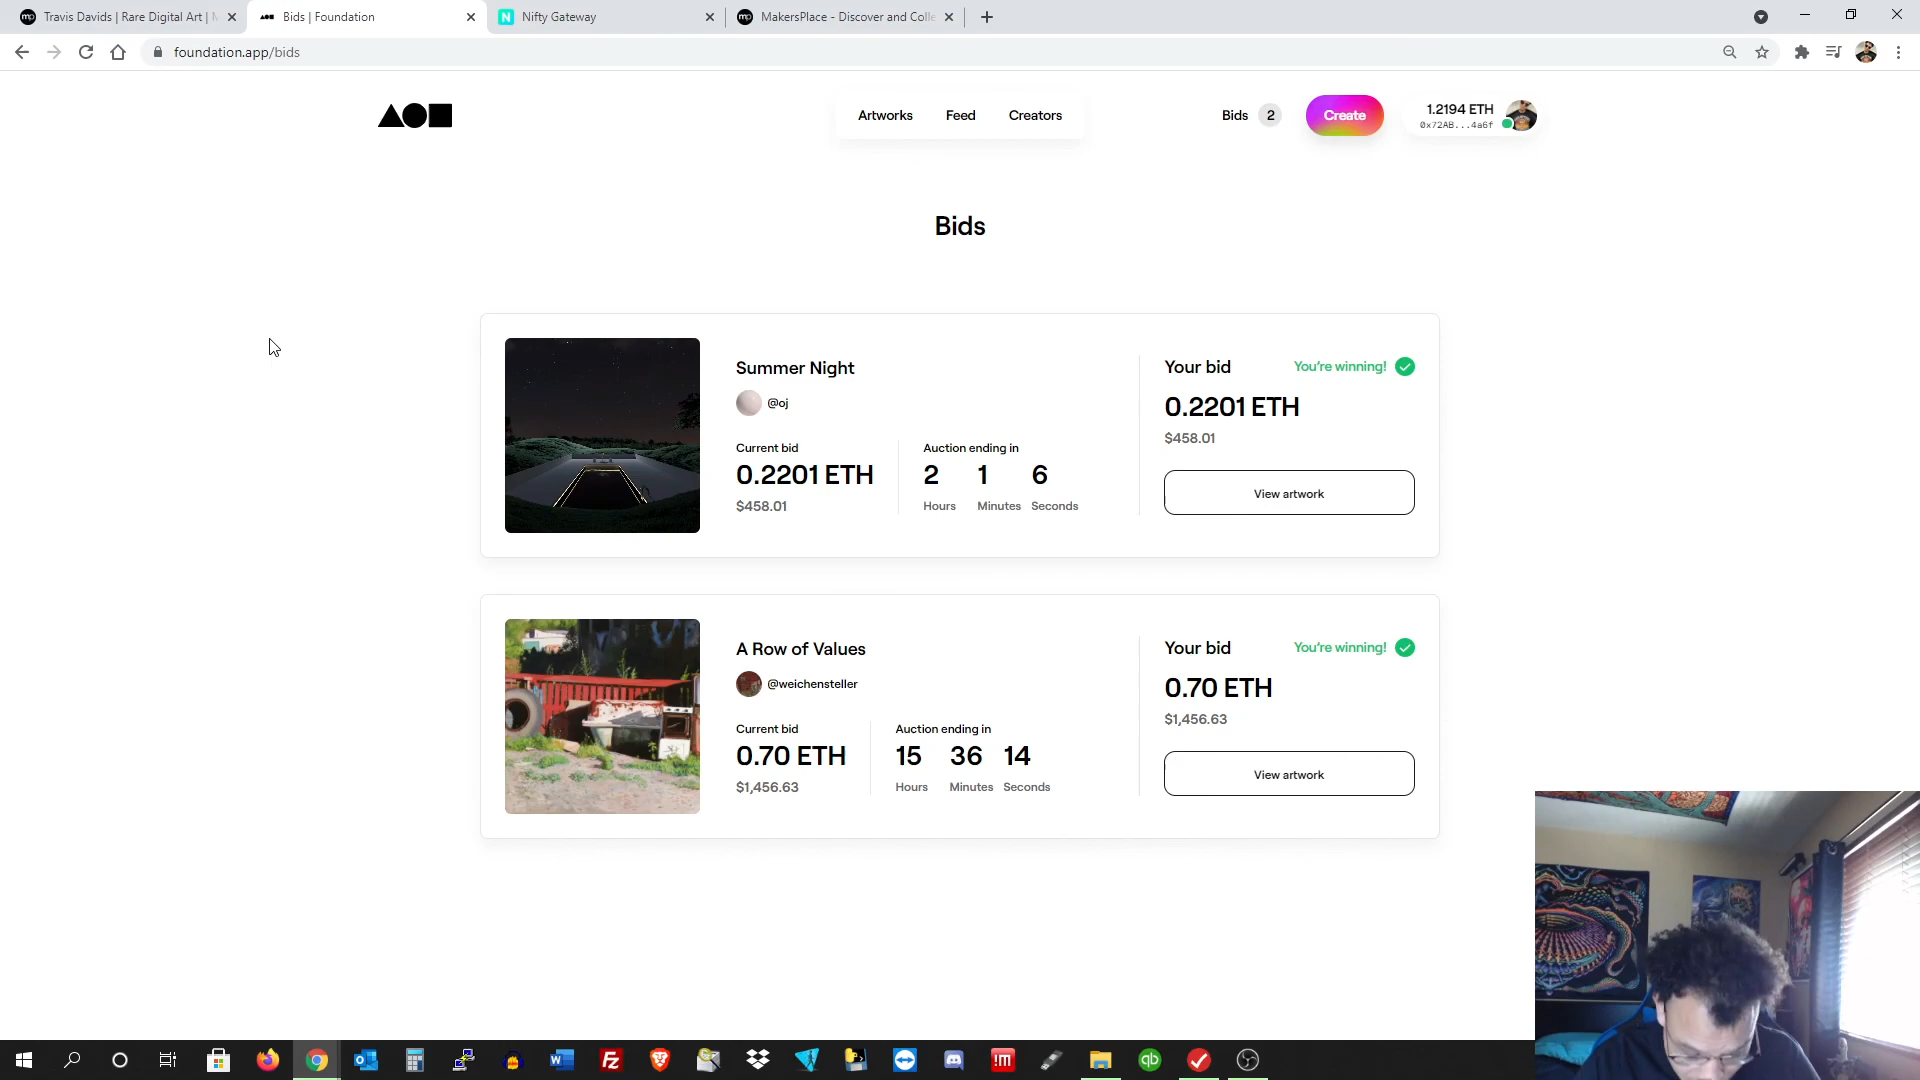 Travis Davids | Rare Digital Art |
Bids | Foundation
Nifty Gateway
MakersPlace - Discover and Colle
foundation.app/bids
Artworks
Feed
Creators
Bids 2
Create
1.2194 ETH
0x72AB...4a6f
Bids
Summer Night
@oj
Current bid
0.2201 ETH
$458.01
Auction ending in
2 1 6
Hours Minutes Seconds
Your bid
You're winning!
0.2201 ETH
$458.01
View artwork
A Row of Values
@weichensteller
Current bid
0.70 ETH
$1,456.63
Auction ending in
15 36 14
Hours Minutes Seconds
Your bid
You're winning!
0.70 ETH
$1,456.63
View artwork